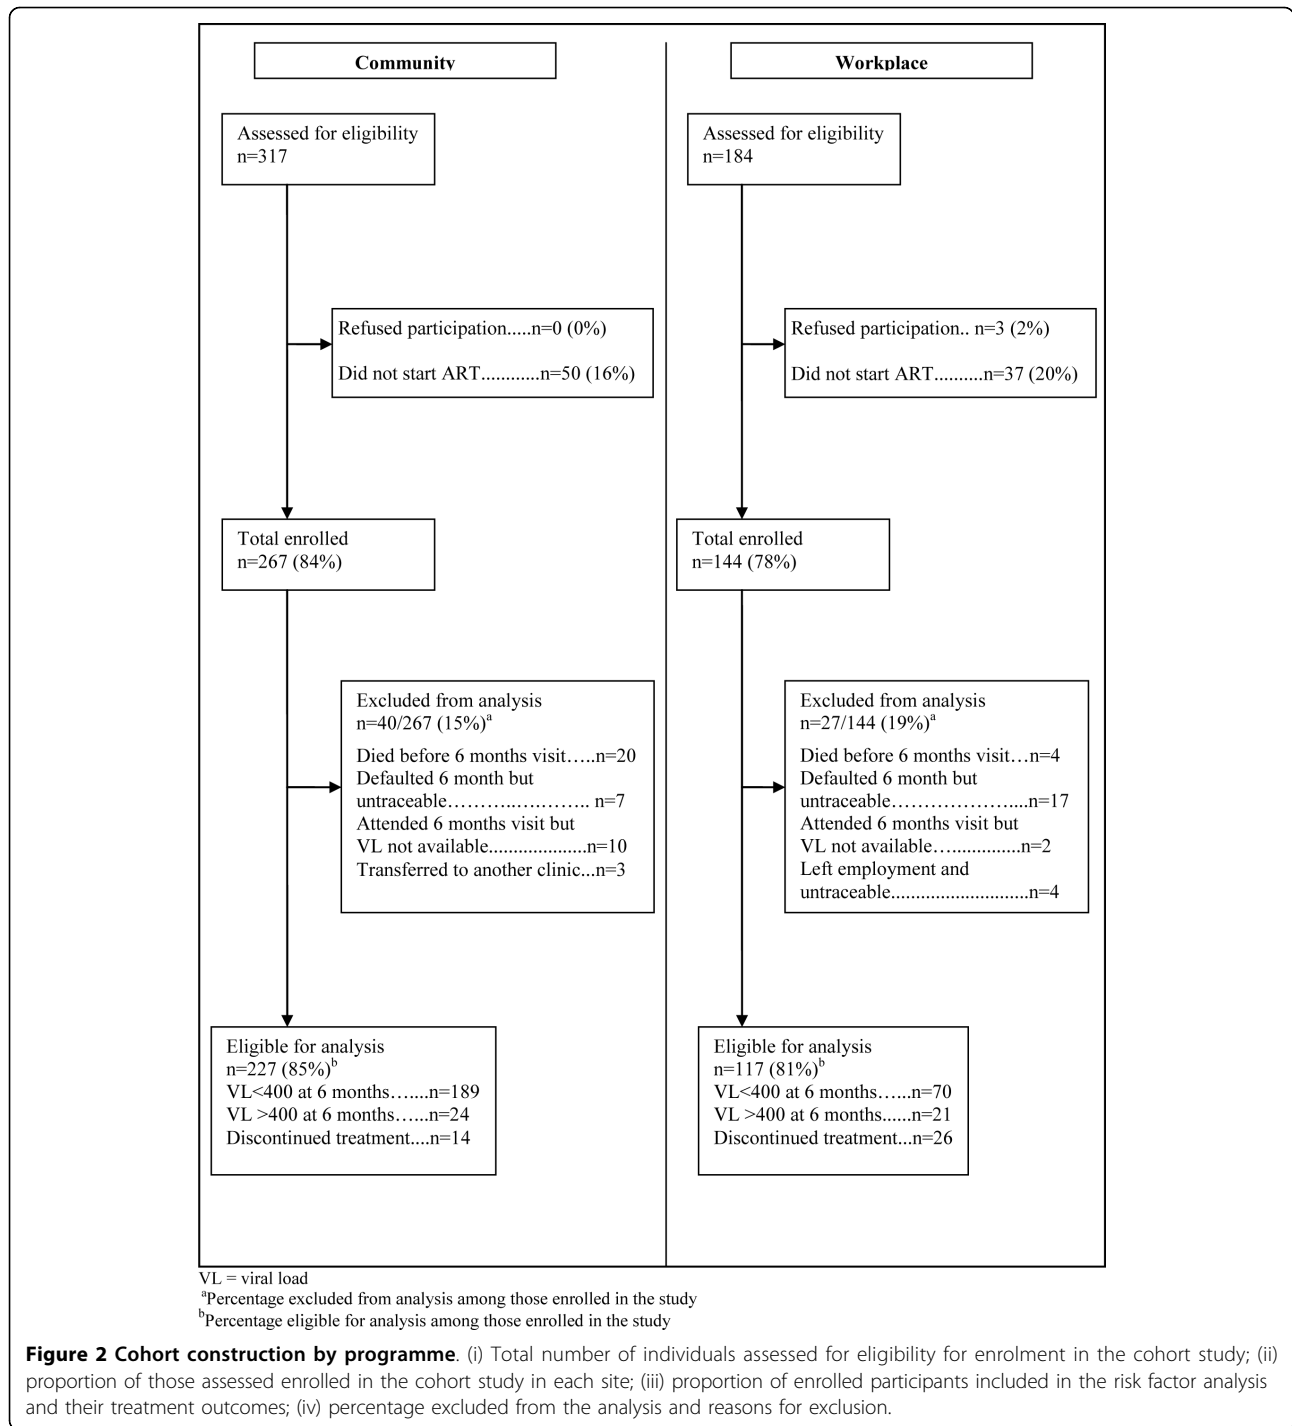 Community
Assessed for eligibility
n=317
Refused participation.....n=0 (0%)
Did not start ART............n=50 (16%)
Total enrolled
n=267 (84%)
Excluded from analysis
n=40/267 (15%)a
Died before 6 months visit…..n=20
Defaulted 6 month but
untraceable………..…..…….. n=7
Attended 6 months visit but
VL not available....................n=10
Transferred to another clinic...n=3
Eligible for analysis
n=227 (85%)b
VL<400 at 6 months…....n=189
VL >400 at 6 months…...n=24
Discontinued treatment....n=14
Workplace
Assessed for eligibility
n=184
Refused participation.. n=3 (2%)
Did not start ART..........n=37 (20%)
Total enrolled
n=144 (78%)
Excluded from analysis
n=27/144 (19%)a
Died before 6 months visit…n=4
Defaulted 6 month but
untraceable…………………....n=17
Attended 6 months visit but
VL not available…..............n=2
Left employment and
untraceable............................n=4
Eligible for analysis
n=117 (81%)b
VL<400 at 6 months…...n=70
VL >400 at 6 months......n=21
Discontinued treatment...n=26
VL = viral load
aPercentage excluded from analysis among those enrolled in the study
bPercentage eligible for analysis among those enrolled in the study
Figure 2 Cohort construction by programme. (i) Total number of individuals assessed for eligibility for enrolment in the cohort study; (ii)
proportion of those assessed enrolled in the cohort study in each site; (iii) proportion of enrolled participants included in the risk factor analysis
and their treatment outcomes; (iv) percentage excluded from the analysis and reasons for exclusion.